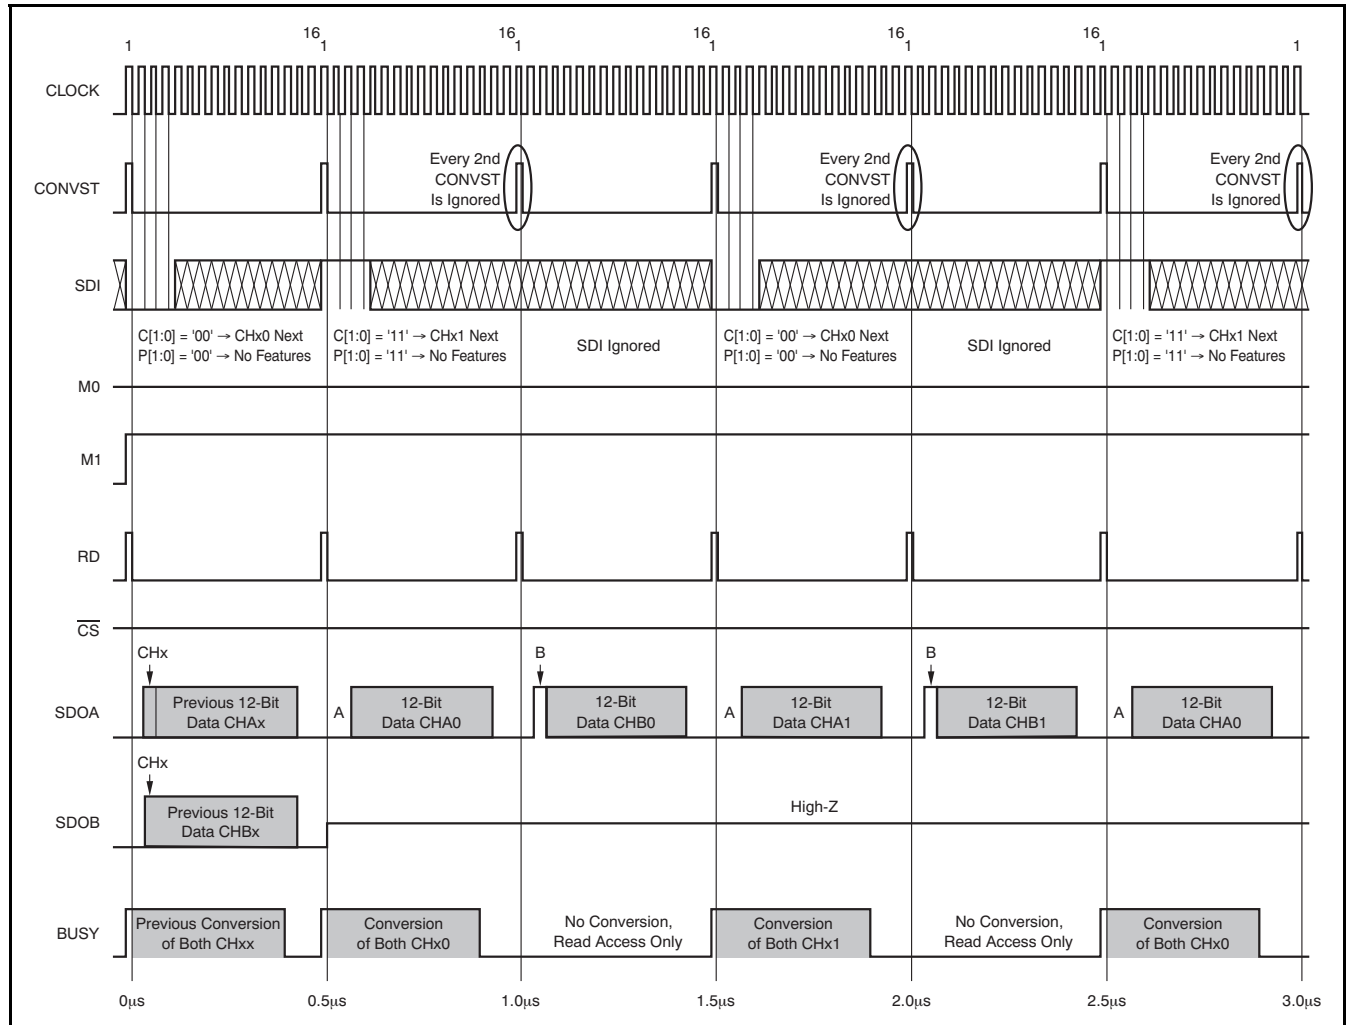 16 16 16 16 16
1 1 1 1 1 1 1
CLOCK
Every 2nd
CONVST
Is Ignored
Every 2nd
CONVST
Is Ignored
Every 2nd
CONVST
Is Ignored
CONVST
SDI
C[1:0] = '00' → CHx0 Next
P[1:0] = '00' → No Features
C[1:0] = '11' → CHx1 Next
P[1:0] = '11' → No Features
SDI Ignored
C[1:0] = '00' → CHx0 Next
P[1:0] = '00' → No Features
SDI Ignored
C[1:0] = '11' → CHx1 Next
P[1:0] = '11' → No Features
M0
M1
RD
CS
CHx
B
B
SDOA
Previous 12-Bit
Data CHAx
A
12-Bit
Data CHA0
12-Bit
Data CHB0
A
12-Bit
Data CHA1
12-Bit
Data CHB1
A
12-Bit
Data CHA0
CHx
SDOB
Previous 12-Bit
Data CHBx
High-Z
BUSY
Previous Conversion
of Both CHxx
Conversion
of Both CHx0
No Conversion,
Read Access Only
Conversion
of Both CHx1
No Conversion,
Read Access Only
Conversion
of Both CHx0
0µs 0.5µs 1.0µs 1.5µs 2.0µs 2.5µs 3.0µs